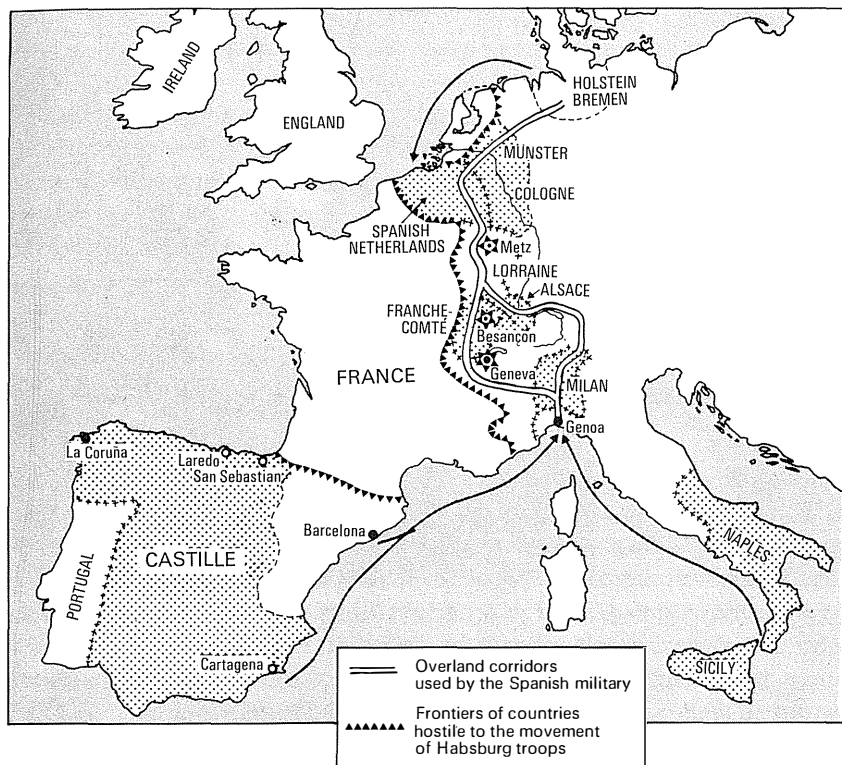 IRELAND
ENGLAND
HOLSTEIN
BREMEN
MUNSTER
COLOGNE
SPANISH
NETHERLANDS
Metz
LORRAINE
ALSACE
FRANCHE-
COMTÉ
Besançon
Geneva
FRANCE
MILAN
Genoa
La Coruña
Laredo
San Sebastian
Barcelona
PORTUGAL
CASTILLE
NAPLES
Cartagena
SICILY
Overland corridors
used by the Spanish military
Frontiers of countries
hostile to the movement
of Habsburg troops